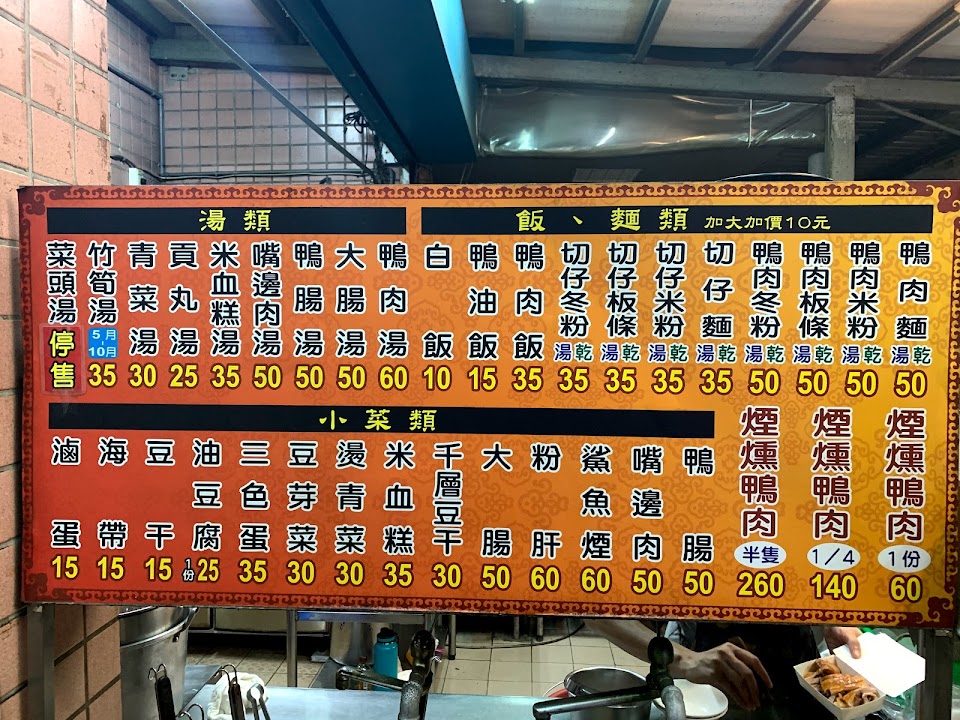 飯、麵類 加大加價10元
鴨肉麵 湯乾 50
鴨肉米粉 湯乾 50
鴨肉板條 湯乾 50
鴨肉冬粉 湯乾 50
切仔麵 湯乾 35
切仔米粉 湯乾 35
切仔板條 湯乾 35
切仔冬粉 湯乾 35
鴨肉飯 35
鴨油飯 15
白飯 10
湯類
鴨肉湯 60
大腸湯 50
鴨腸湯 50
嘴邊肉湯 50
米血糕湯 35
貢丸湯 25
青菜湯 30
竹筍湯 5月-10月 35
菜頭湯 停售
煙燻鴨肉 1份 60
煙燻鴨肉 1/4 140
煙燻鴨肉 半隻 260
小菜類
鴨腸 50
嘴邊肉 50
鯊魚煙 60
粉肝 60
大腸 50
千層豆干 30
米血糕 35
燙青菜 30
豆芽菜 30
三色蛋 35
油豆腐 1份 25
豆干 15
海帶 15
滷蛋 15